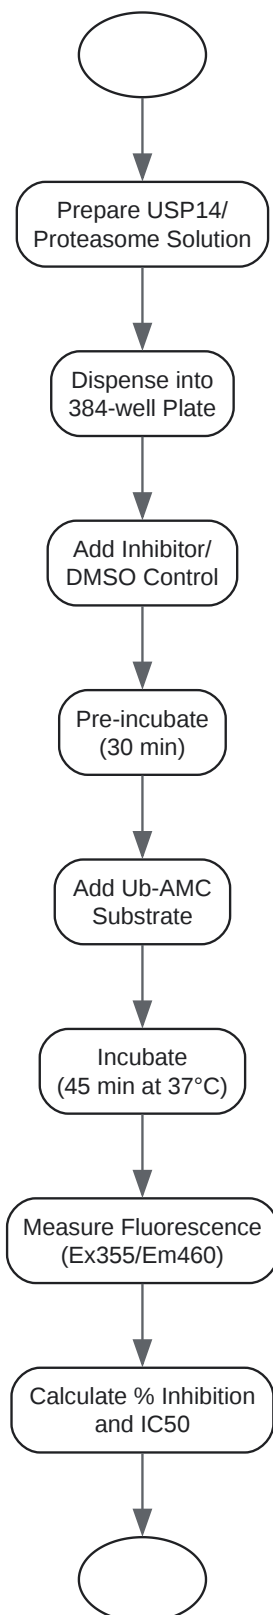 Prepare USP14/
Proteasome Solution
Dispense into
384-well Plate
Add Inhibitor/
DMSO Control
Pre-incubate
(30 min)
Add Ub-AMC
Substrate
Incubate
(45 min at 37°C)
Measure Fluorescence
(Ex355/Em460)
Calculate % Inhibition
and IC50